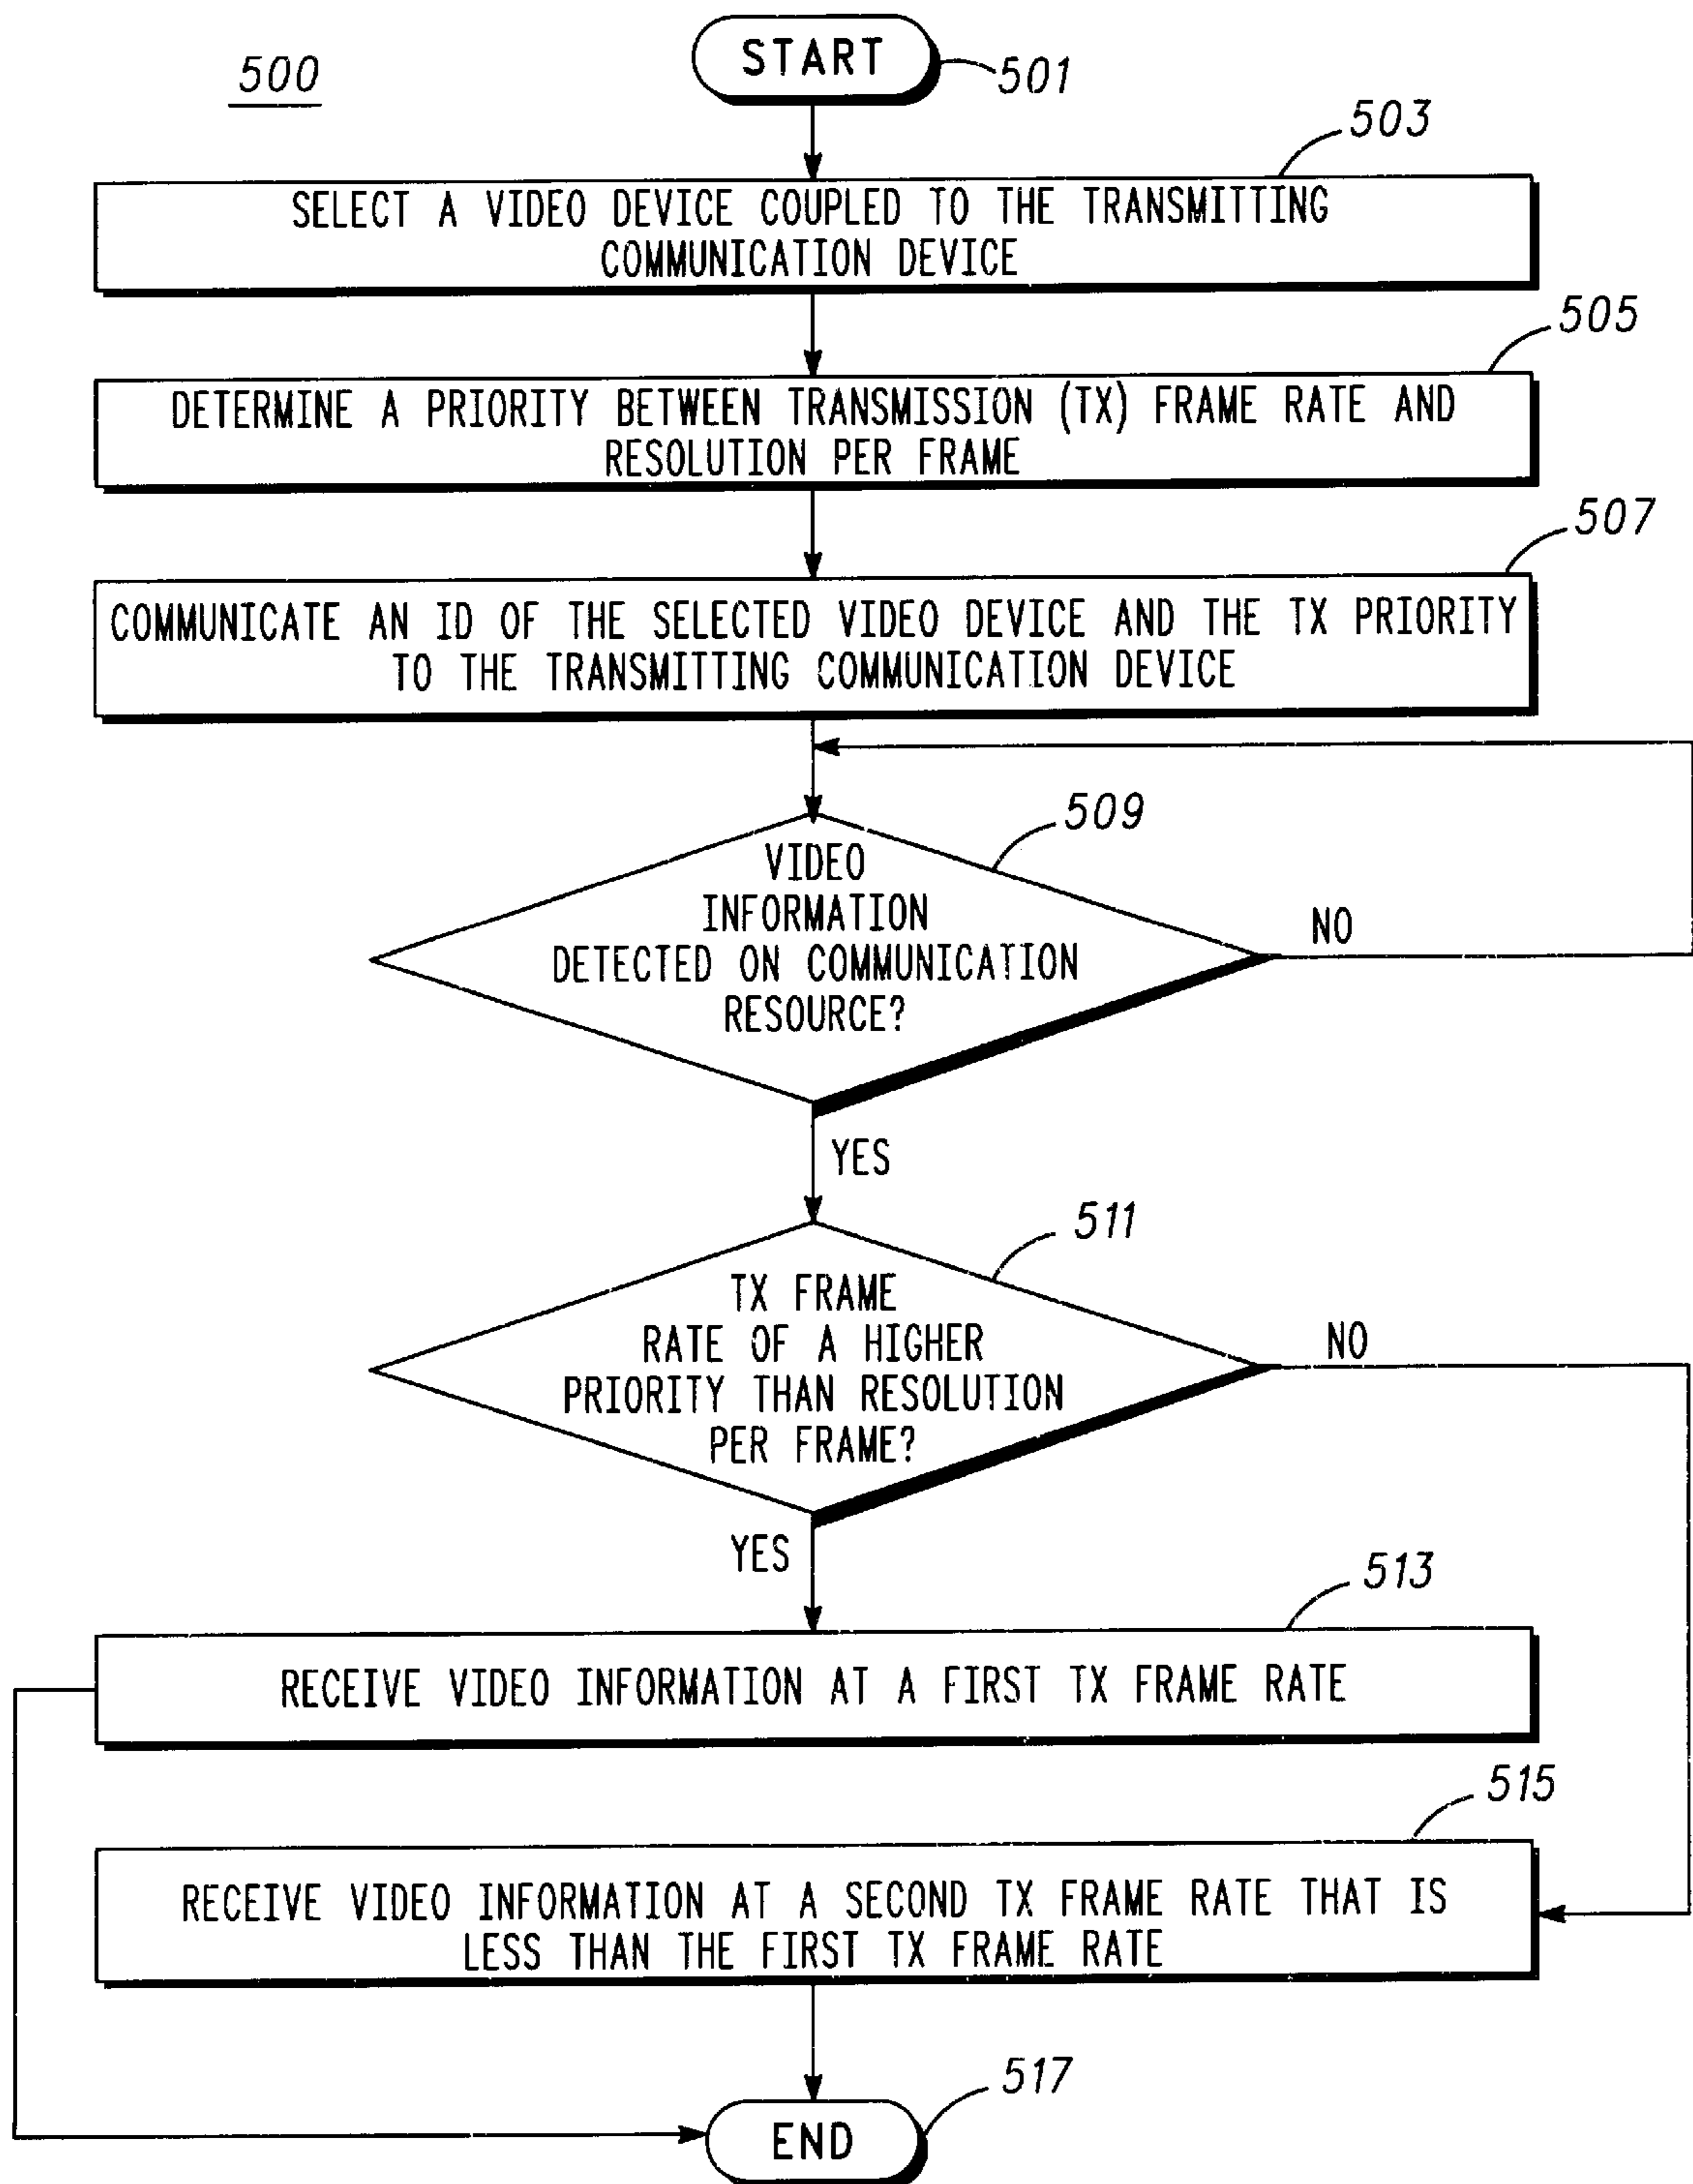 500
START
501
503
SELECT A VIDEO DEVICE COUPLED TO THE TRANSMITTING
COMMUNICATION DEVICE
505
DETERMINE A PRIORITY BETWEEN TRANSMISSION (TX) FRAME RATE AND
RESOLUTION PER FRAME
507
COMMUNICATE AN ID OF THE SELECTED VIDEO DEVICE AND THE TX PRIORITY
TO THE TRANSMITTING COMMUNICATION DEVICE
509
VIDEO
INFORMATION
DETECTED ON COMMUNICATION
RESOURCE?
NO
YES
511
TX FRAME
RATE OF A HIGHER
PRIORITY THAN RESOLUTION
PER FRAME?
NO
YES
513
RECEIVE VIDEO INFORMATION AT A FIRST TX FRAME RATE
515
RECEIVE VIDEO INFORMATION AT A SECOND TX FRAME RATE THAT IS
LESS THAN THE FIRST TX FRAME RATE
517
END